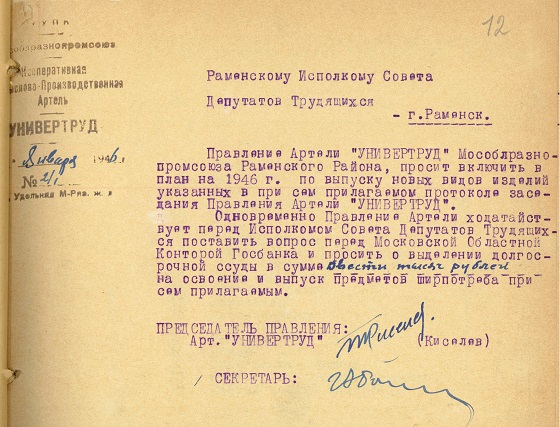 12
УПК
образнопромсоюза
Кооперативная
Производственная
Артель
УНИВЕРТРУД
Января 1946
№ 21
Удельная М-Ряз. ж.
Раменскому Исполкому Совета
Депутатов Трудящихся
- г.Раменск.
Правление Артели "УНИВЕРТРУД" Мособлразно-
промсоюза Раменского Района, просит включить в
план на 1946 г. по выпуску новых видов изделий
указанных в при сем прилагаемом протоколе засе-
дания Правления Артели "УНИВЕРТРУД".
Одновременно Правление Артели ходатайст-
вует перед Исполкомом Совета Депутатов Трудящих-
ся поставить вопрос перед Московской Областной
Конторой Госбанка и просить о выделении долгос-
рочной ссуды в сумме двести тысяч рублей
на освоение и выпуск предметов ширпотреба при
сем прилагаемым.
ПРЕДСЕДАТЕЛЬ ПРАВЛЕНИЯ:
Арт. "УНИВЕРТРУД" (Киселев)
СЕКРЕТАРЬ: